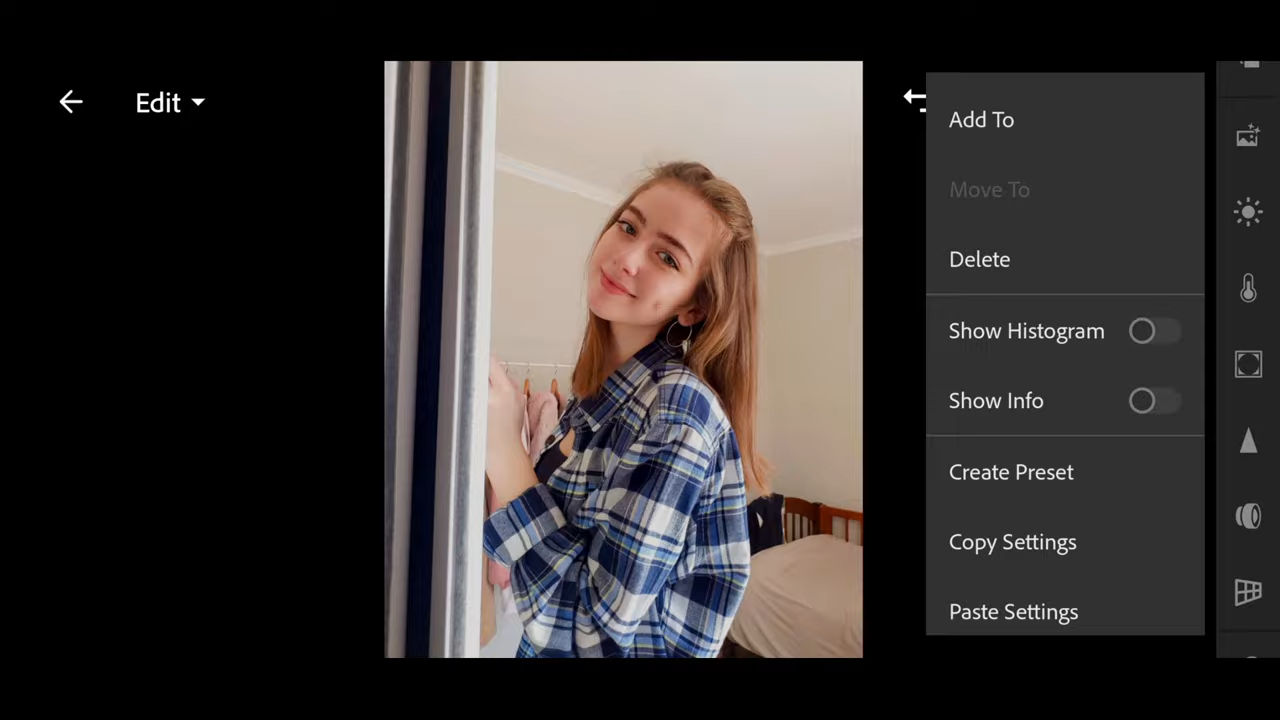 Edit
Add To
Move To
Delete
Show Histogram
Show Info
Create Preset
Copy Settings
Paste Settings